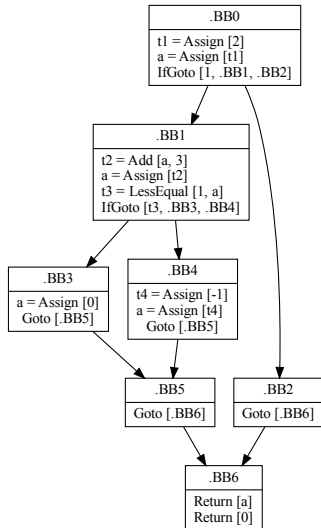 .BB0
t1 = Assign [2]
a = Assign [t1]
IfGoto [1, .BB1, .BB2]
.BB1
t2 = Add [a, 3]
a = Assign [t2]
t3 = LessEqual [1, a]
IfGoto [t3, .BB3, .BB4]
.BB3
a = Assign [0]
Goto [.BB5]
.BB4
t4 = Assign [-1]
a = Assign [t4]
Goto [.BB5]
.BB5
Goto [.BB6]
.BB2
Goto [.BB6]
.BB6
Return [a]
Return [0]